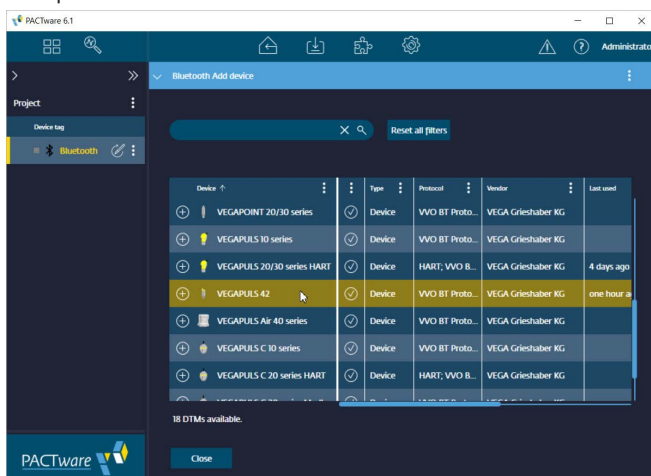 PACTware 6.1
Administrato
Bluetooth Add device
Project
Device tag
Bluetooth
Reset all filters
Device Type Protocol Vendor Last used
VEGAPOINT 20/30 series Device VVO BT Proto... VEGA Grieshaber KG
VEGAPULS 10 series Device VVO BT Proto... VEGA Grieshaber KG
VEGAPULS 20/30 series HART Device HART; VVO B... VEGA Grieshaber KG 4 days ago
VEGAPULS 42 Device VVO BT Proto... VEGA Grieshaber KG one hour a
VEGAPULS Air 40 series Device VVO BT Proto... VEGA Grieshaber KG
VEGAPULS C 10 series Device VVO BT Proto... VEGA Grieshaber KG
VEGAPULS C 20 series HART Device HART; VVO B... VEGA Grieshaber KG
18 DTMs available.
Close
PACTware